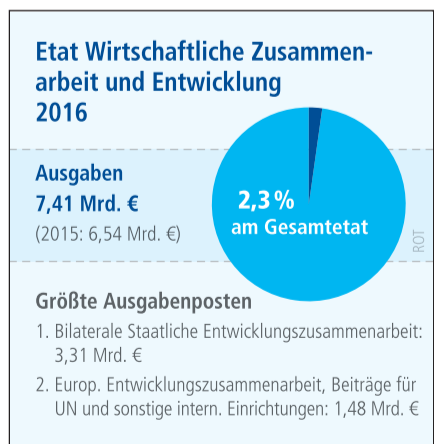 Etat Wirtschaftliche Zusammen-
arbeit und Entwicklung
2016
Ausgaben
7,41 Mrd. €
(2015: 6,54 Mrd. €)
2,3 %
am Gesamtetat
ROT
Größte Ausgabenposten
1. Bilaterale Staatliche Entwicklungszusammenarbeit:
3,31 Mrd. €
2. Europ. Entwicklungszusammenarbeit, Beiträge für
UN und sonstige intern. Einrichtungen: 1,48 Mrd. €